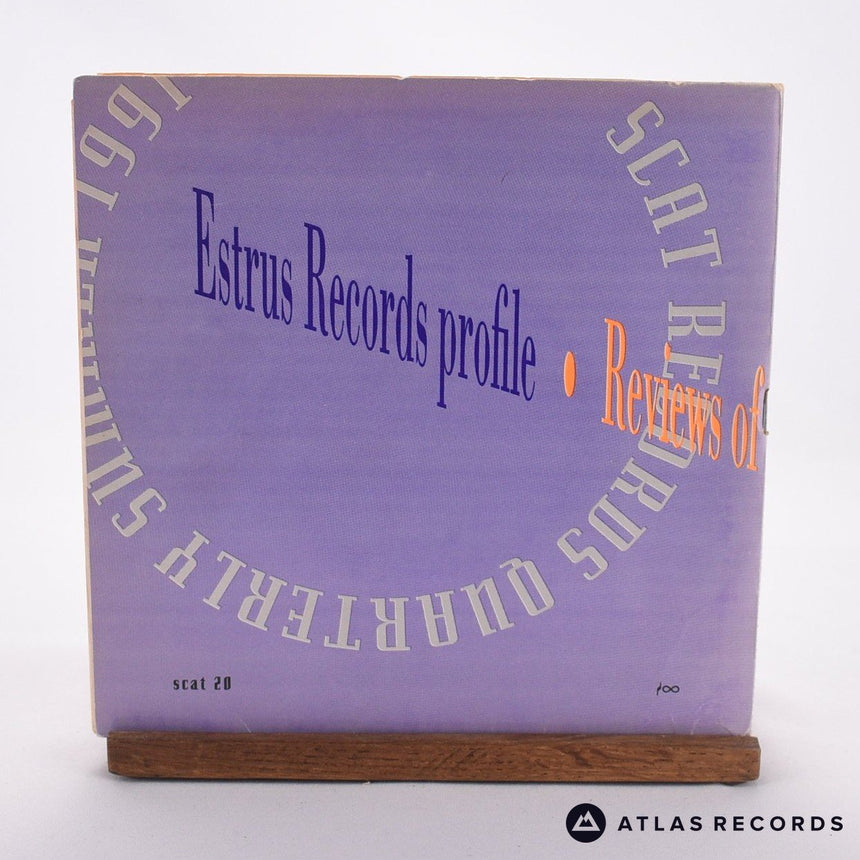 SCAT RECORDS QUARTERLY SUMMER 1991
Estrus Records profile • Reviews of
scat 20
ATLAS RECORDS